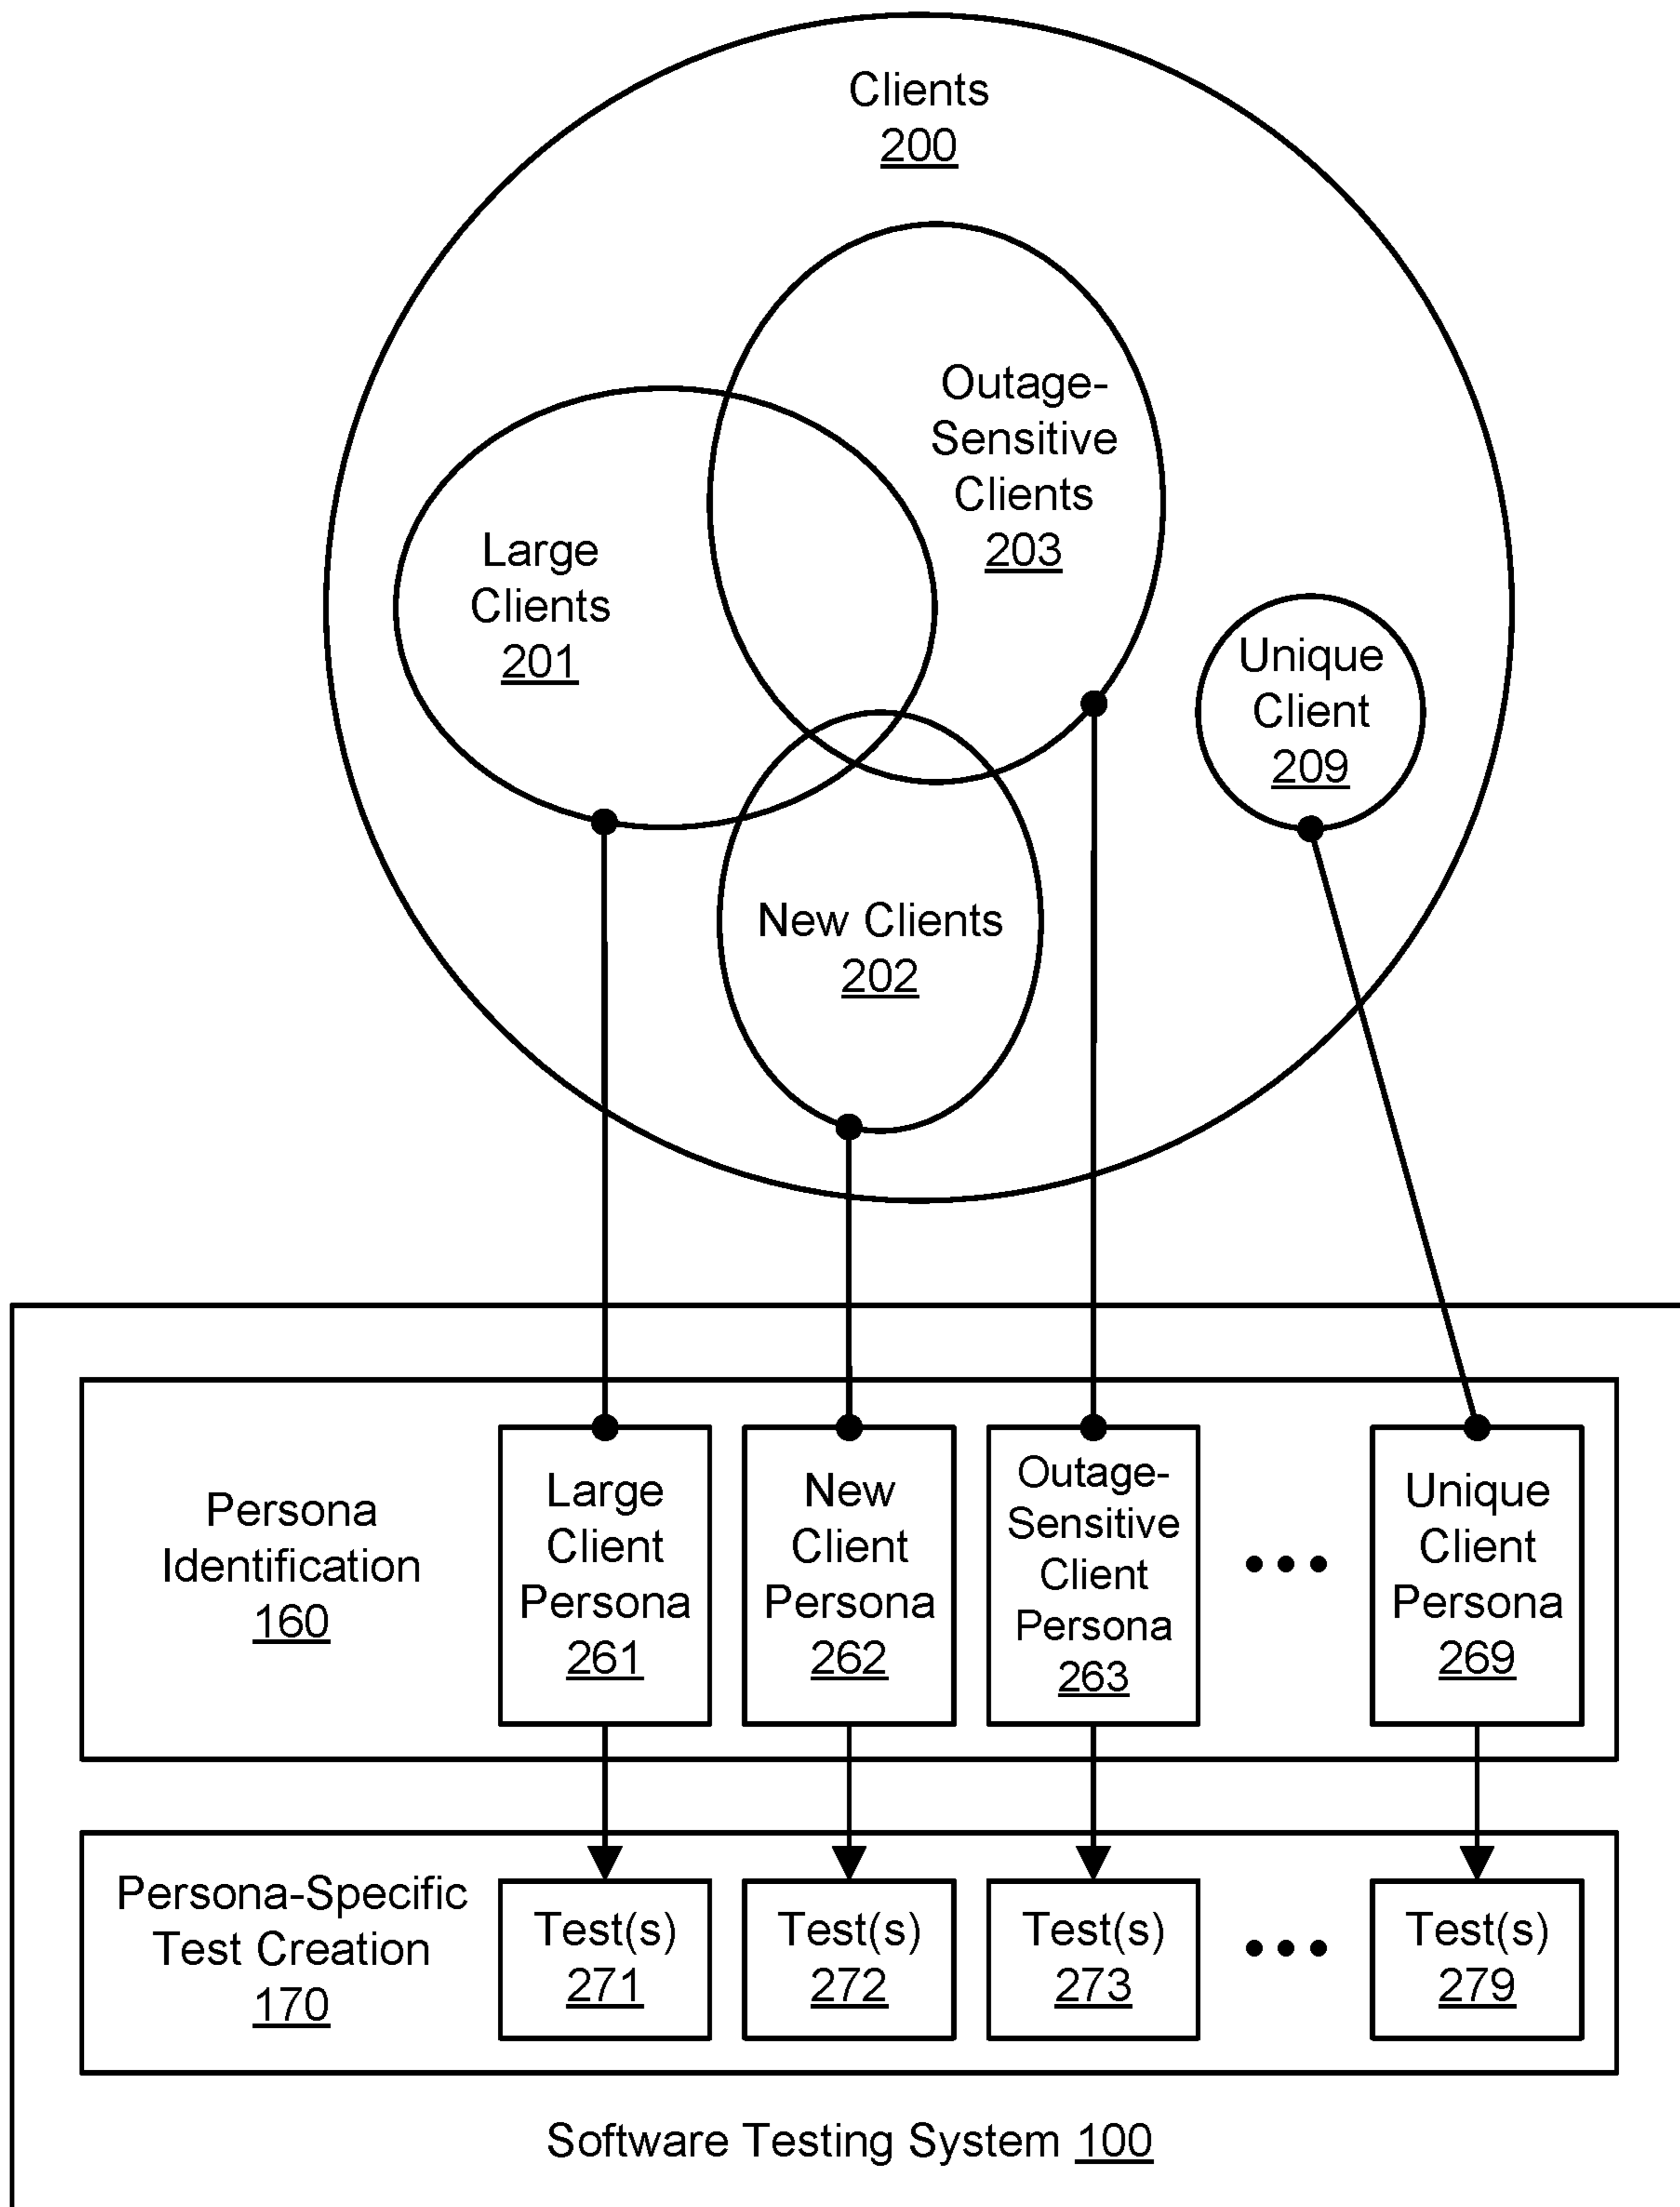 Clients
200
Outage-
Sensitive
Clients
203
Large
Clients
201
Unique
Client
209
New Clients
202
Persona
Identification
160
Large
Client
Persona
261
New
Client
Persona
262
Outage-
Sensitive
Client
Persona
263
Unique
Client
Persona
269
Persona-Specific
Test Creation
170
Test(s)
271
Test(s)
272
Test(s)
273
Test(s)
279
Software Testing System 100